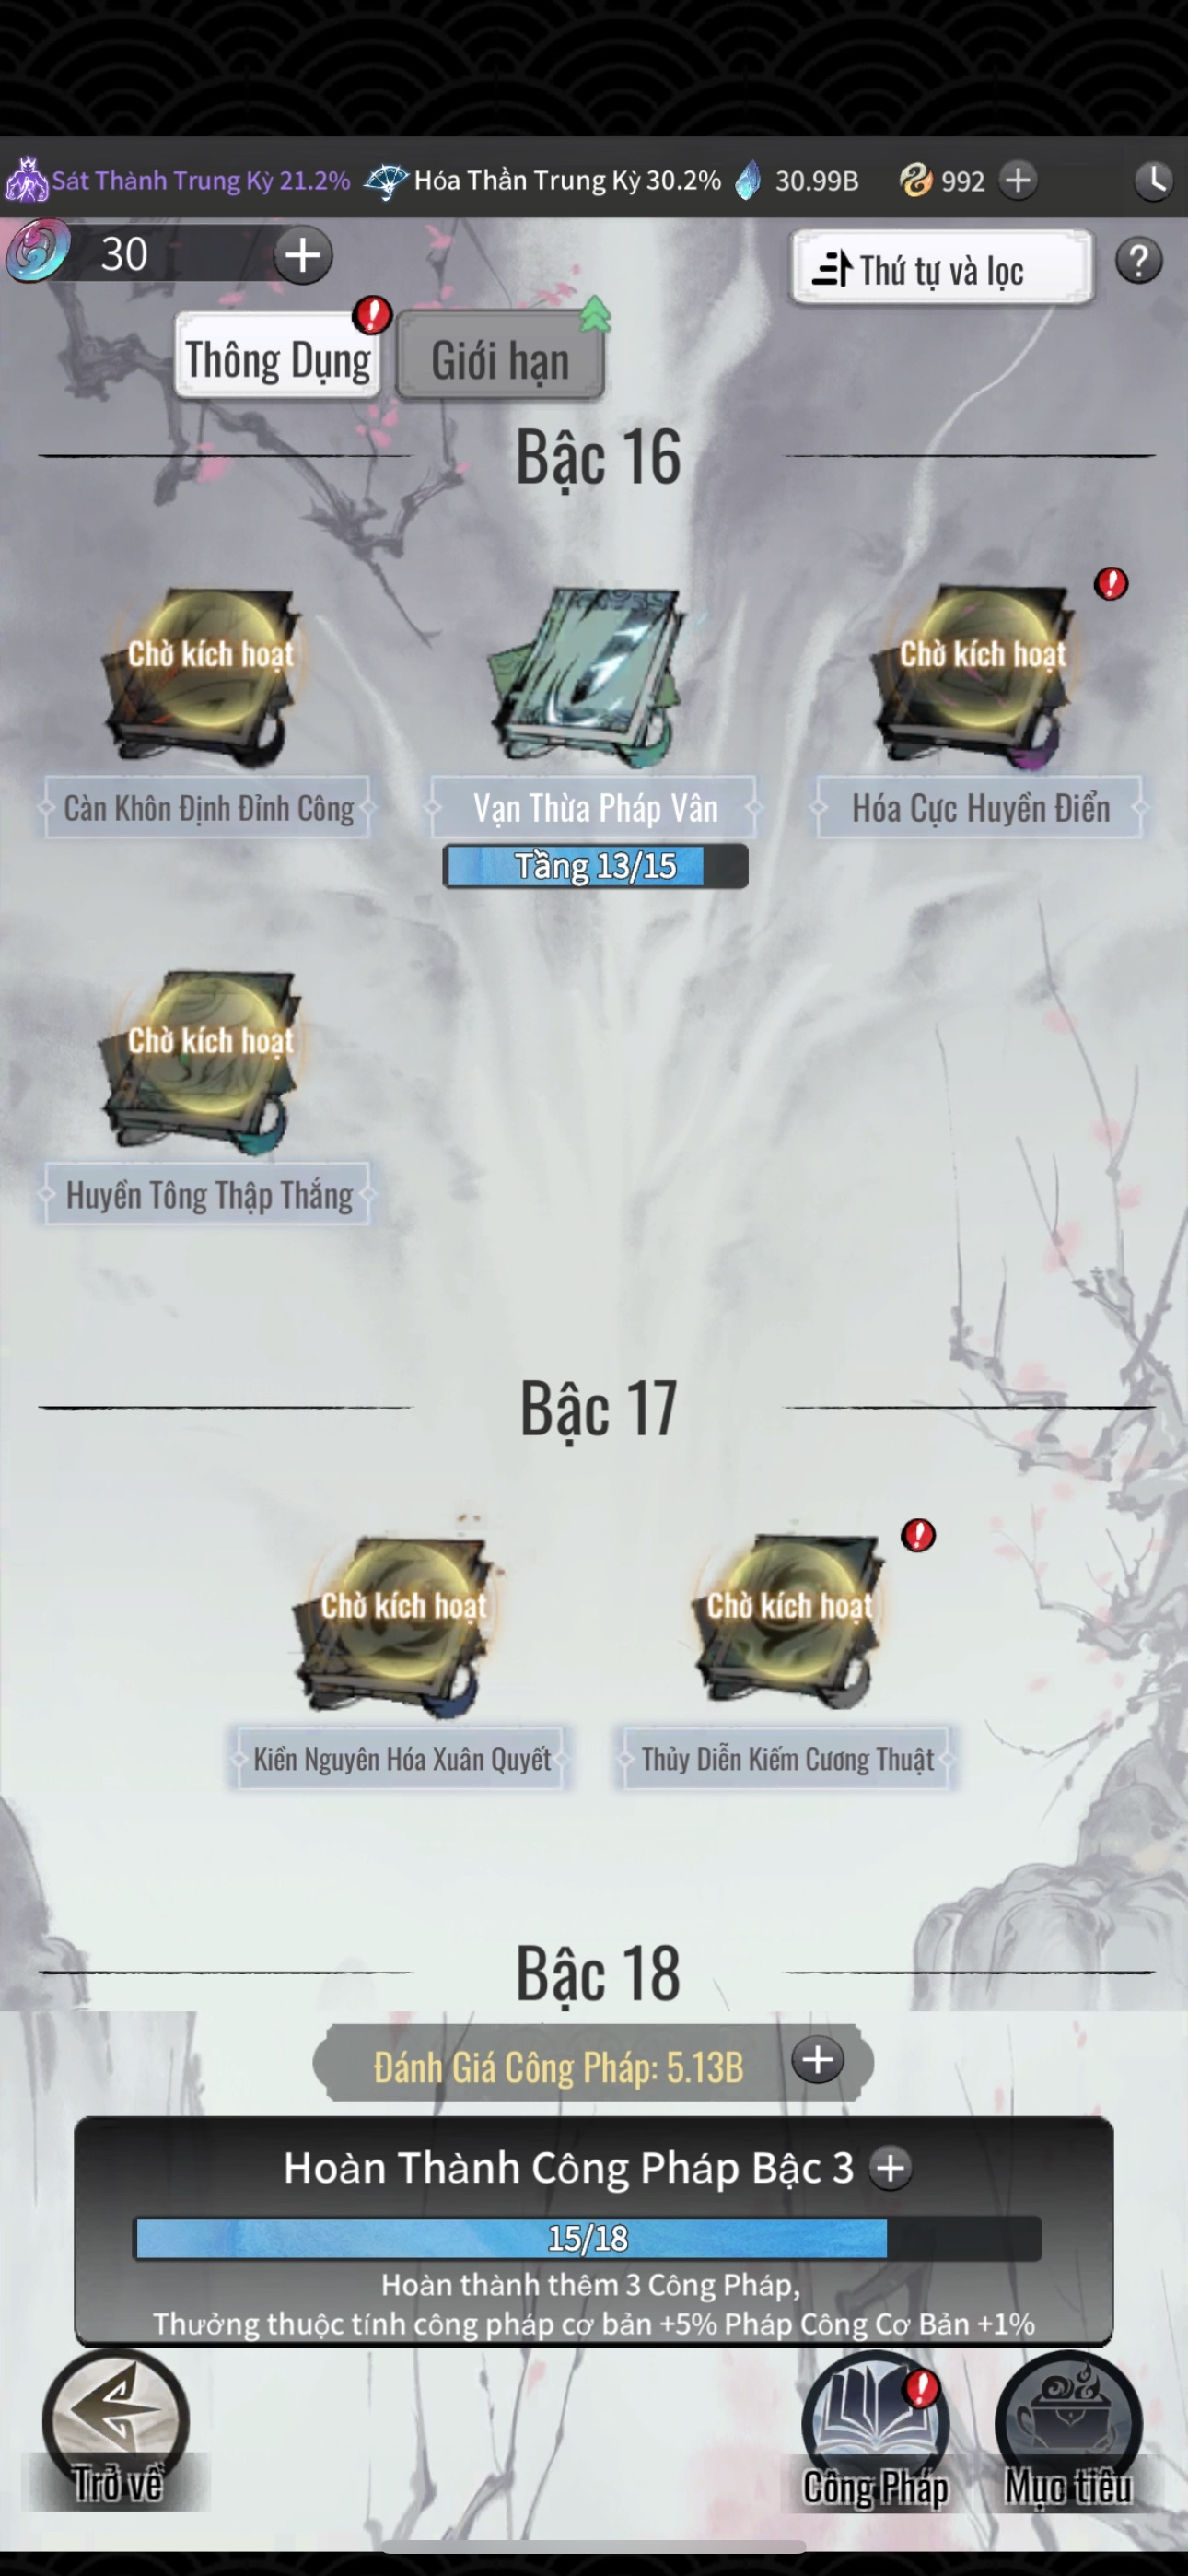 Sát Thành Trung Kỳ 21.2% Hóa Thần Trung Kỳ 30.2% 30.99B 992
30
Thứ tự và lọc
?
Thông Dụng
Giới hạn
Bậc 16
Chờ kích hoạt
Chờ kích hoạt
Càn Khôn Định Đỉnh Công
Vạn Thừa Pháp Vân
Hóa Cực Huyền Điển
Tầng 13/15
Chờ kích hoạt
Huyền Tông Thập Thắng
Bậc 17
Chờ kích hoạt
Chờ kích hoạt
Kiền Nguyên Hóa Xuân Quyết
Thủy Diễn Kiếm Cương Thuật
Bậc 18
Đánh Giá Công Pháp: 5.13B
Hoàn Thành Công Pháp Bậc 3
15/18
Hoàn thành thêm 3 Công Pháp,
Thưởng thuộc tính công pháp cơ bản +5% Pháp Công Cơ Bản +1%
Trở về
Công Pháp
Mục tiêu